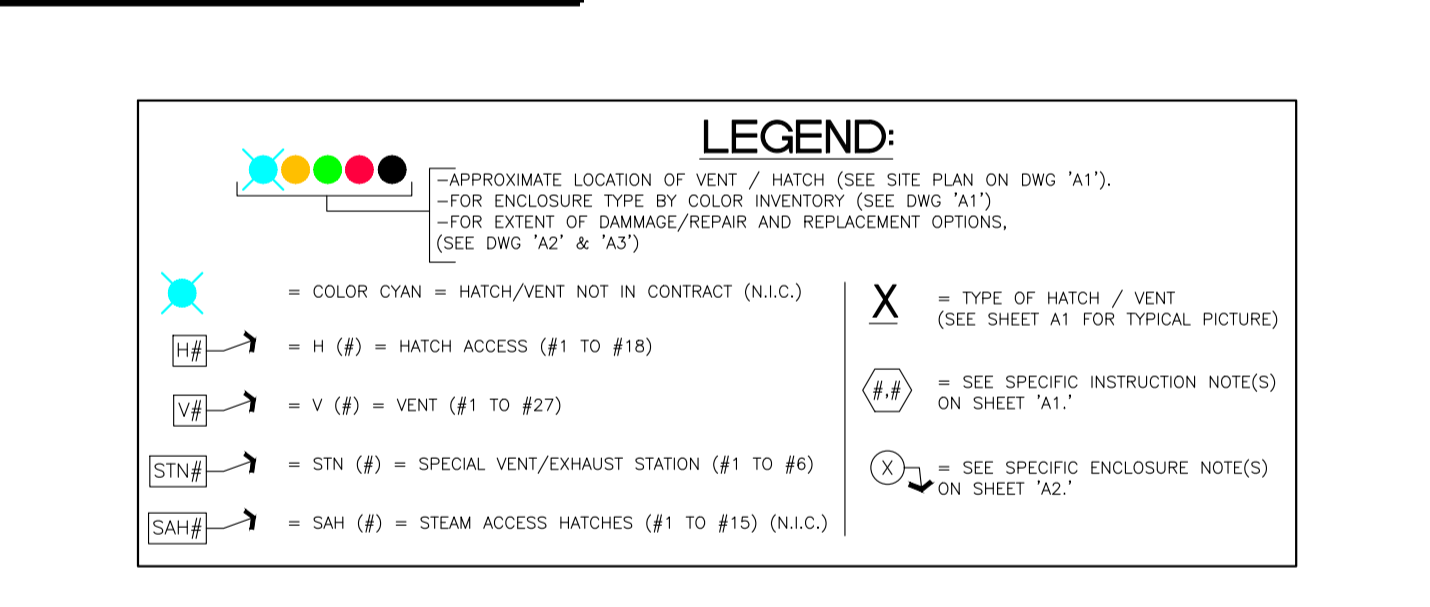 LEGEND:
-APPROXIMATE LOCATION OF VENT / HATCH (SEE SITE PLAN ON DWG 'A1').
-FOR ENCLOSURE TYPE BY COLOR INVENTORY (SEE DWG 'A1')
-FOR EXTENT OF DAMMAGE/REPAIR AND REPLACEMENT OPTIONS,
(SEE DWG 'A2' & 'A3')
= COLOR CYAN = HATCH/VENT NOT IN CONTRACT (N.I.C.)
H# = H (#) = HATCH ACCESS (#1 TO #18)
V# = V (#) = VENT (#1 TO #27)
STN# = STN (#) = SPECIAL VENT/EXHAUST STATION (#1 TO #6)
SAH# = SAH (#) = STEAM ACCESS HATCHES (#1 TO #15) (N.I.C.)
X = TYPE OF HATCH / VENT
(SEE SHEET A1 FOR TYPICAL PICTURE)
#,# = SEE SPECIFIC INSTRUCTION NOTE(S)
ON SHEET 'A1.'
X = SEE SPECIFIC ENCLOSURE NOTE(S)
ON SHEET 'A2.'